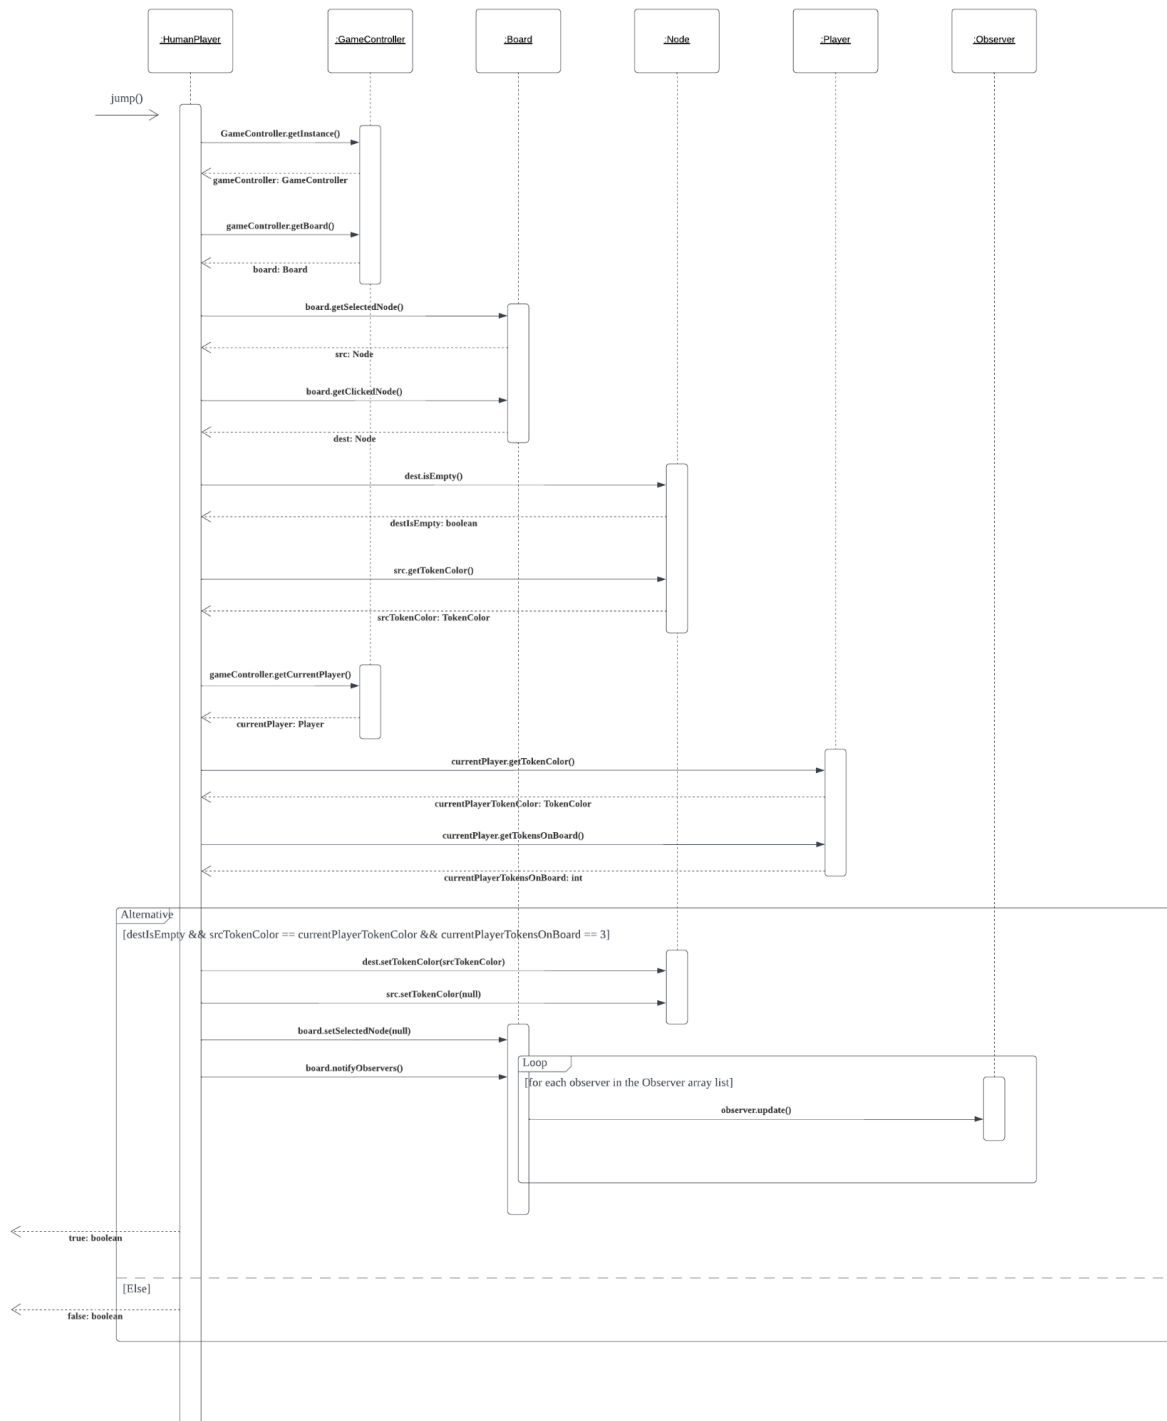 :HumanPlayer
:GameController
:Board
:Node
:Player
:Observer
jump()
GameController.getInstance()
gameController: GameController
gameController.getBoard()
board: Board
board.getSelectedNode()
src: Node
board.getClickedNode()
dest: Node
dest.isEmpty()
destIsEmpty: boolean
src.getTokenColor()
srcTokenColor: TokenColor
gameController.getCurrentPlayer()
currentPlayer: Player
currentPlayer.getTokenColor()
currentPlayerTokenColor: TokenColor
currentPlayer.getTokensOnBoard()
currentPlayerTokensOnBoard: int
Alternative
[destIsEmpty && srcTokenColor == currentPlayerTokenColor && currentPlayerTokensOnBoard == 3]
dest.setTokenColor(srcTokenColor)
src.setTokenColor(null)
board.setSelectedNode(null)
Loop
board.notifyObservers()
[for each observer in the Observer array list]
observer.update()
true: boolean
[Else]
false: boolean